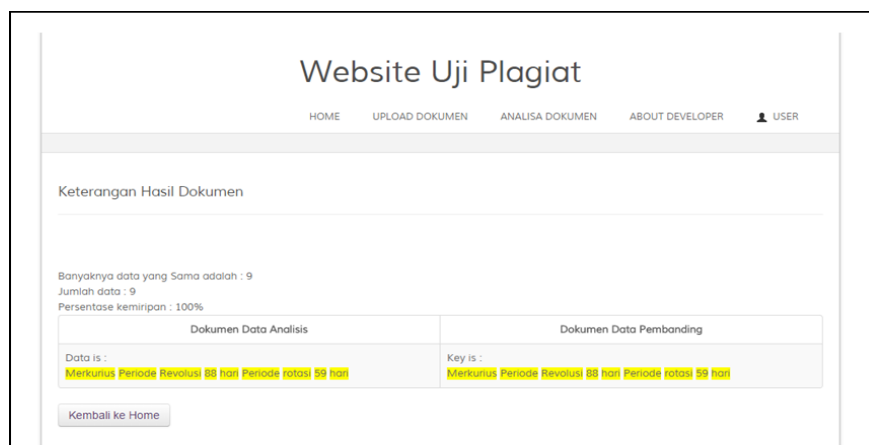 Website Uji Plagiat
HOME UPLOAD DOKUMEN ANALISA DOKUMEN ABOUT DEVELOPER USER
Keterangan Hasil Dokumen
Banyaknya data yang Sama adalah : 9
Jumlah data : 9
Persentase kemiripan : 100%
Dokumen Data Analisis Dokumen Data Pembanding
Data is : Key is :
Merkurius Periode Revolusi 88 hari Periode rotasi 59 hari Merkurius Periode Revolusi 88 hari Periode rotasi 59 hari
Kembali ke Home